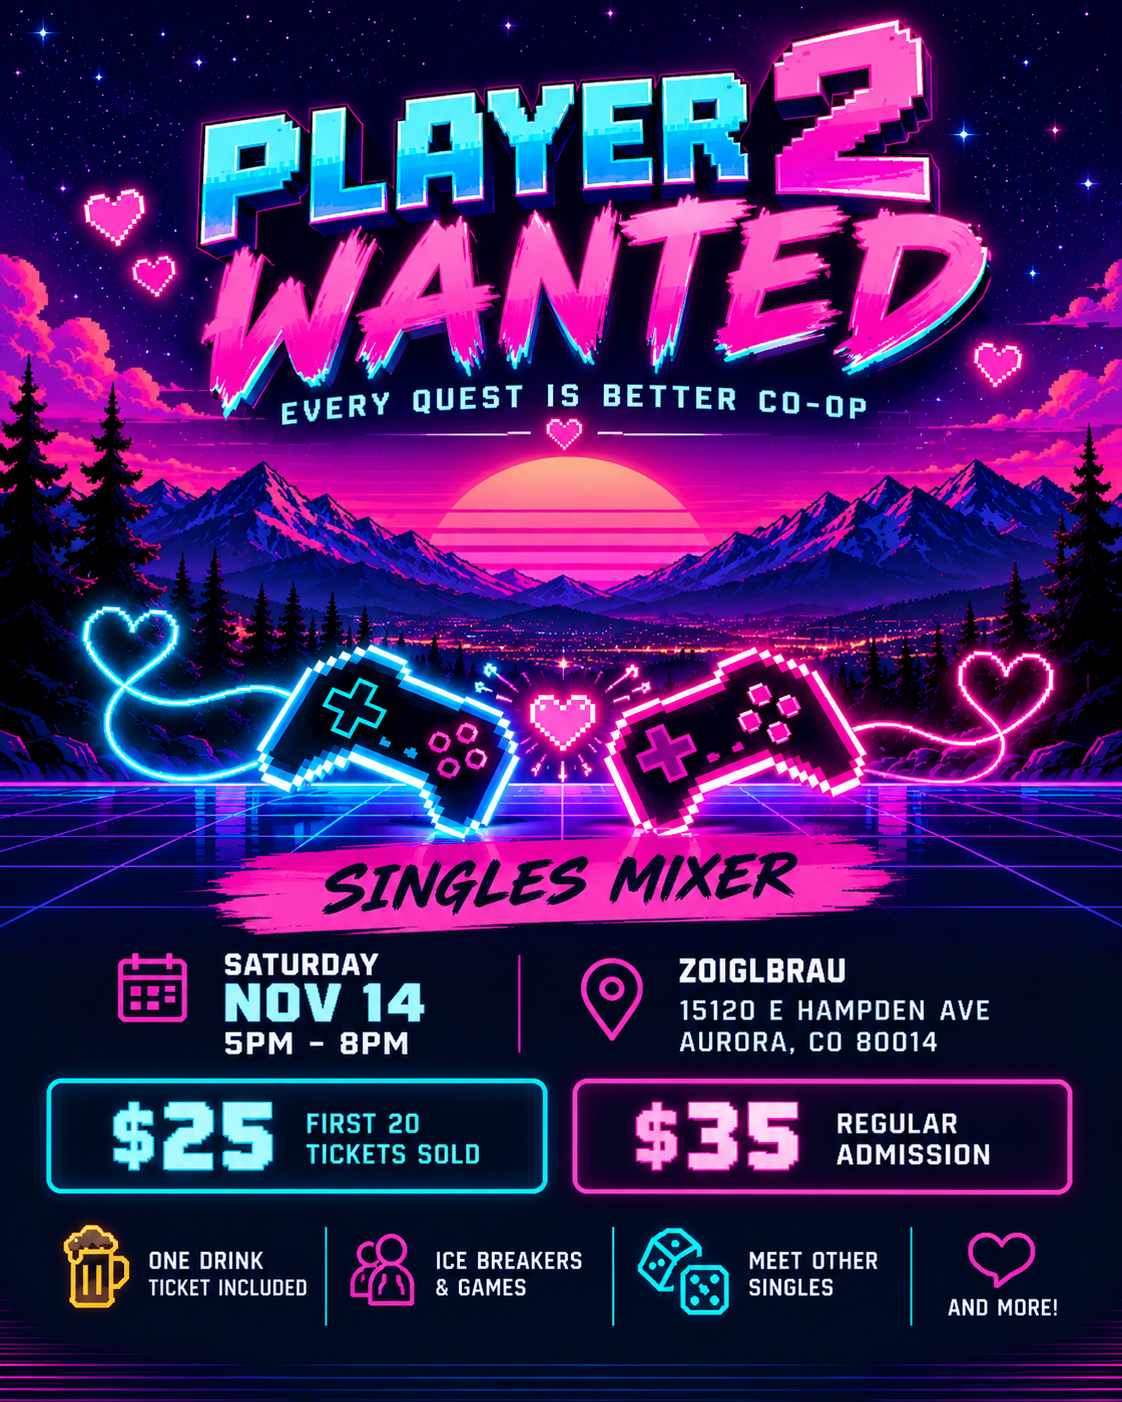 PLAYER 2
WANTED
EVERY QUEST IS BETTER CO-OP
SINGLES MIXER
SATURDAY
NOV 14
5PM - 8PM
ZOIGLBRAU
15120 E HAMPDEN AVE
AURORA, CO 80014
$25
FIRST 20
TICKETS SOLD
$35
REGULAR
ADMISSION
ONE DRINK
TICKET INCLUDED
ICE BREAKERS
& GAMES
MEET OTHER
SINGLES
AND MORE!